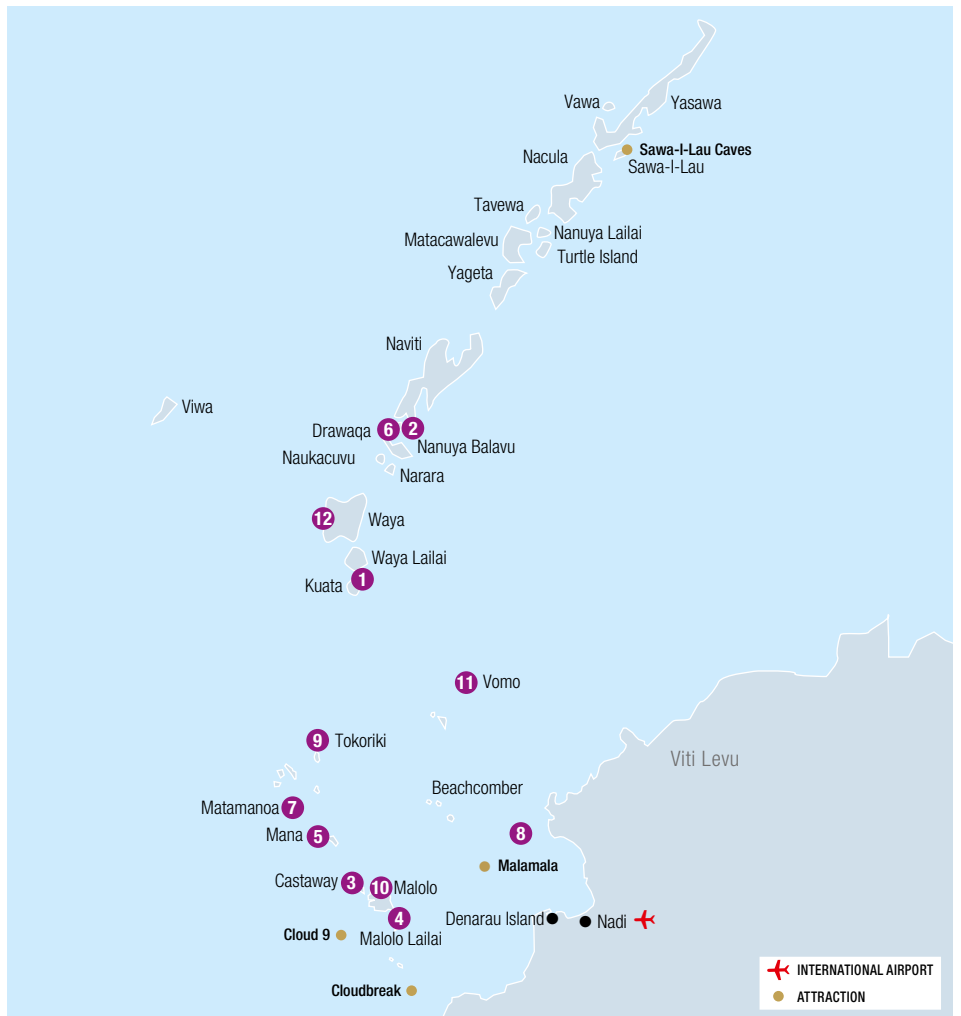 Vawa
Yasawa
Sawa-I-Lau Caves
Nacula
Sawa-I-Lau
Tavewa
Nanuya Lailai
Matacawalevu
Turtle Island
Yageta
Naviti
Viwa
Drawaqa
6
2
Nanuya Balavu
Naukacuvu
Narara
12
Waya
Waya Lailai
Kuata
1
11
Vomo
9
Tokoriki
Viti Levu
Beachcomber
Matamanoa
7
Mana
5
8
Malamala
Castaway
3
10
Malolo
4
Denarau Island
Nadi
Cloud 9
Malolo Lailai
Cloudbreak
INTERNATIONAL AIRPORT
ATTRACTION